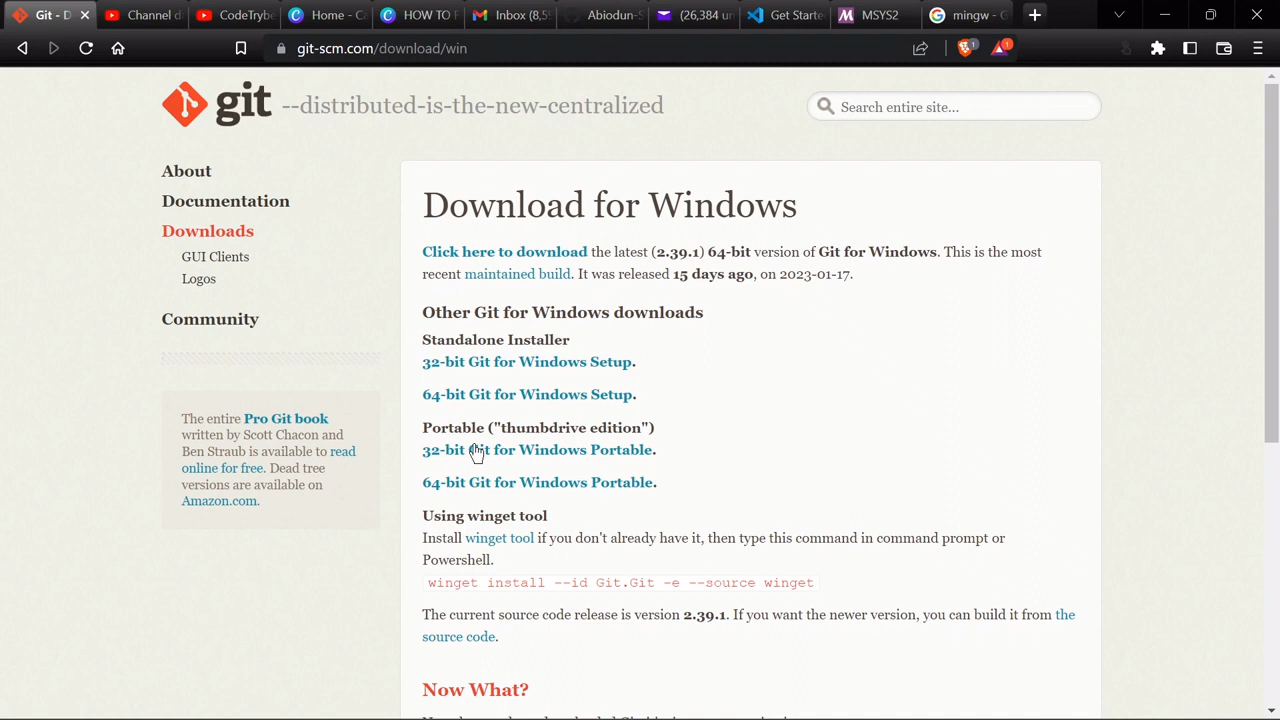 Git - D
Channel d
CodeTrybe
Home - Ca
HOW TO F
Inbox (8,55
Abiodun-S
(26,384 un
Get Starte
MSYS2
mingw - G
git-scm.com/download/win
git --distributed-is-the-new-centralized
Search entire site...
About
Documentation
Downloads
GUI Clients
Logos
Community
The entire Pro Git book
written by Scott Chacon and
Ben Straub is available to read
online for free. Dead tree
versions are available on
Amazon.com.
Download for Windows
Click here to download the latest (2.39.1) 64-bit version of Git for Windows. This is the most
recent maintained build. It was released 15 days ago, on 2023-01-17.
Other Git for Windows downloads
Standalone Installer
32-bit Git for Windows Setup.
64-bit Git for Windows Setup.
Portable ("thumbdrive edition")
32-bit Git for Windows Portable.
64-bit Git for Windows Portable.
Using winget tool
Install winget tool if you don't already have it, then type this command in command prompt or
Powershell.
winget install --id Git.Git -e --source winget
The current source code release is version 2.39.1. If you want the newer version, you can build it from the
source code.
Now What?